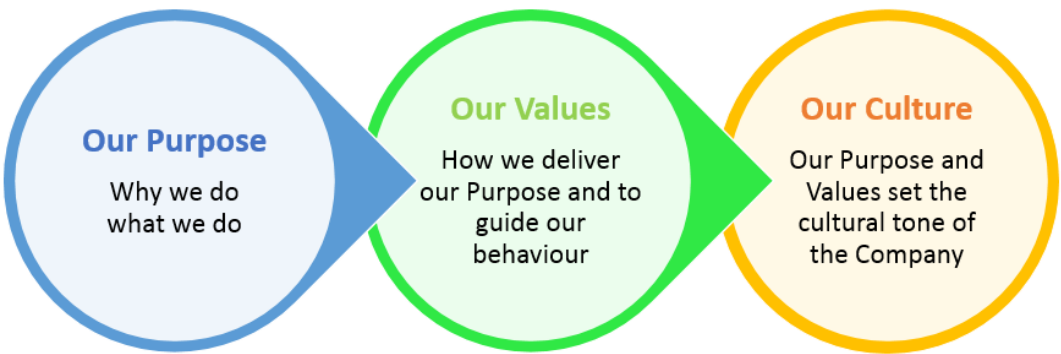 Our Purpose
Why we do
what we do
Our Values
How we deliver
our Purpose and to
guide our
behaviour
Our Culture
Our Purpose and
Values set the
cultural tone of
the Company